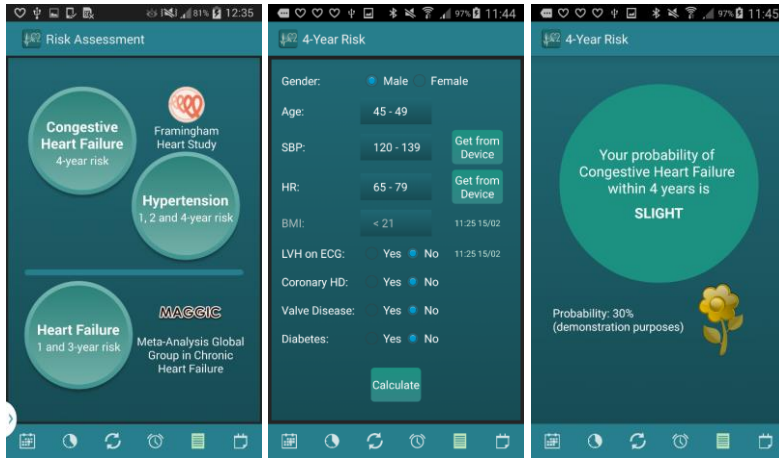 81% 12:35
Risk Assessment
Congestive
Heart Failure
4-year risk
Framingham
Heart Study
Hypertension
1, 2 and 4-year risk
Heart Failure
1 and 3-year risk
MAGGIC
Meta-Analysis Global
Group in Chronic
Heart Failure
97% 11:44
4-Year Risk
Gender: Male Female
Age: 45 - 49
SBP: 120 - 139 Get from
Device
HR: 65 - 79 Get from
Device
BMI: < 21 11:25 15/02
LVH on ECG: Yes No 11:25 15/02
Coronary HD: Yes No
Valve Disease: Yes No
Diabetes: Yes No
Calculate
97% 11:45
4-Year Risk
Your probability of
Congestive Heart Failure
within 4 years is
SLIGHT
Probability: 30%
(demonstration purposes)